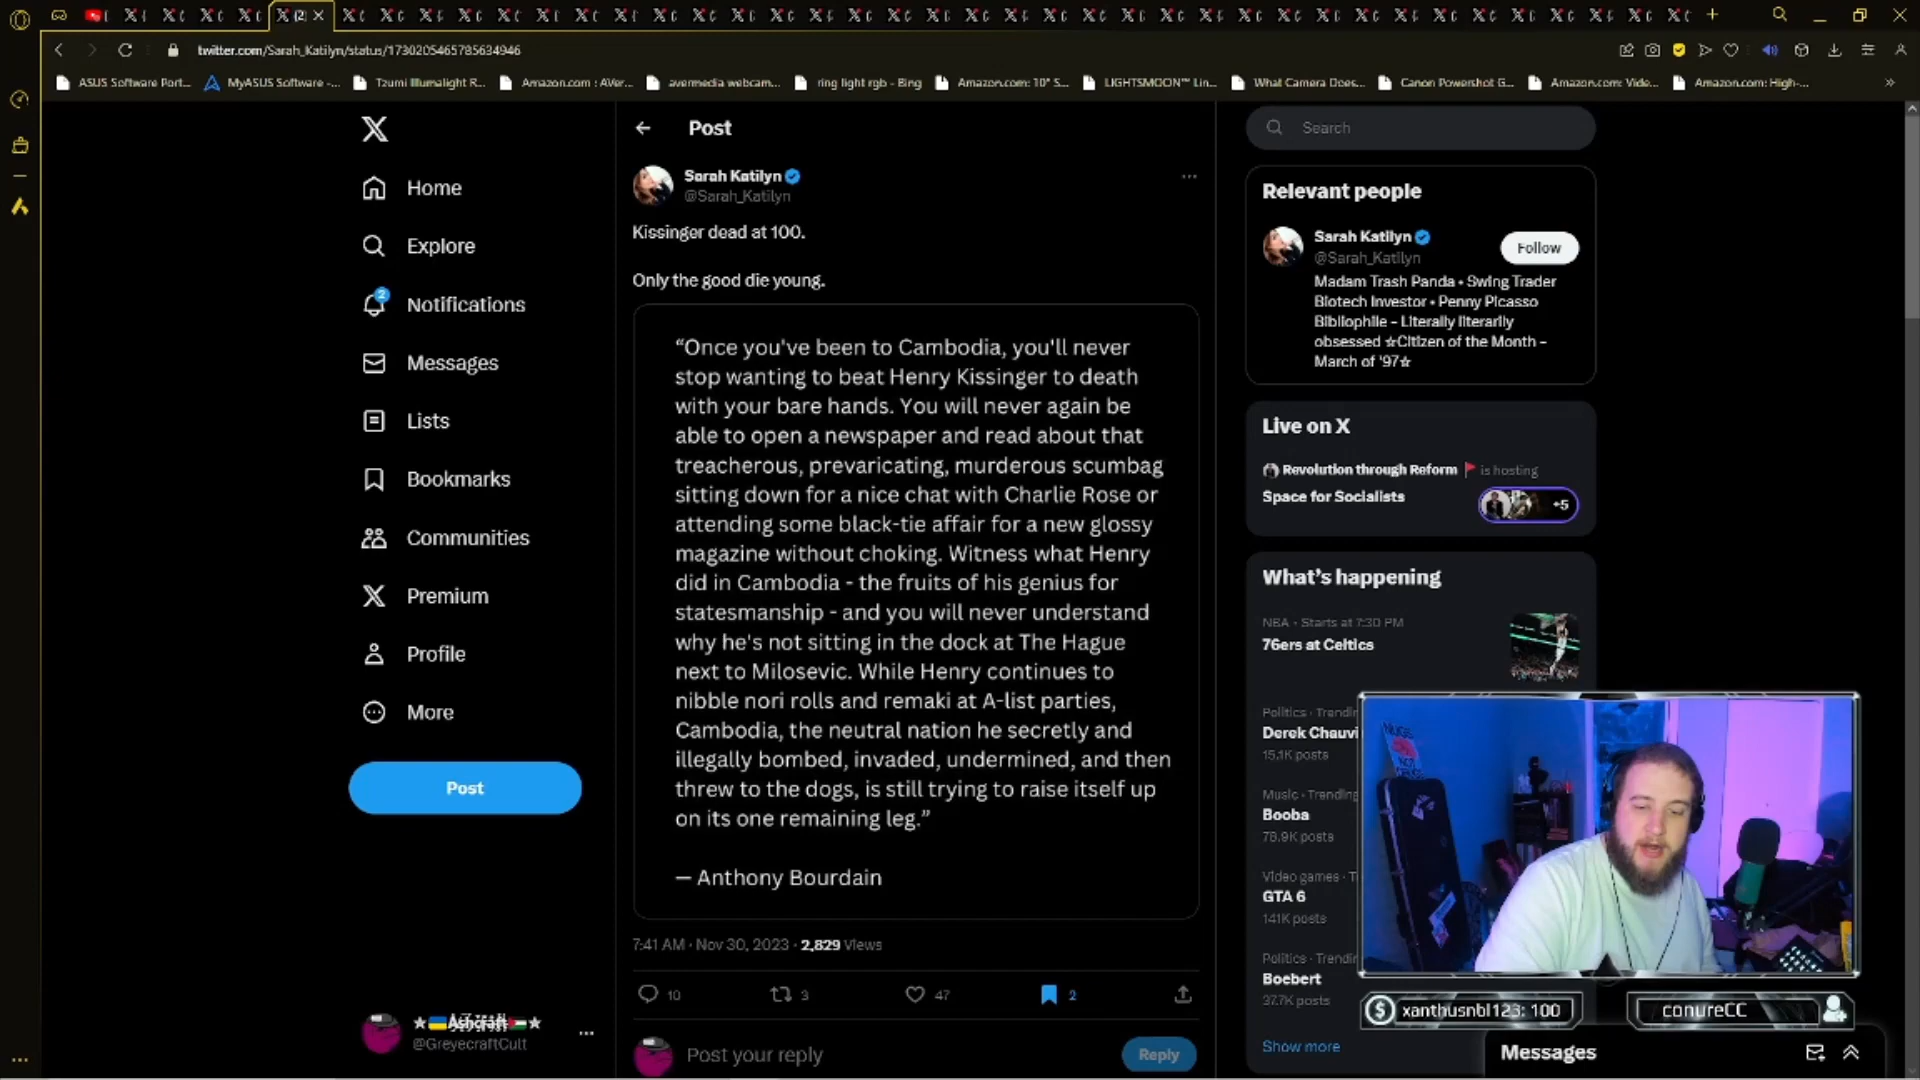 twitter.com/Sarah_Katilyn/status/1730205465785634946
ASUS Software Port...
MyASUS Software -...
Tzumi Illumalight R...
Amazon.com : AVer...
avermedia webcam...
ring light rgb - Bing
Amazon.com: 10" S...
LIGHTSMOON™ Lin...
What Camera Does...
Canon Powershot G...
Amazon.com: Vide...
Amazon.com: High-...
Home
Explore
2
Notifications
Messages
Lists
Bookmarks
Communities
Premium
Profile
More
Post
Ashcraft
@GreyecraftCult
Post
Sarah Katilyn
@Sarah_Katilyn
Kissinger dead at 100.
Only the good die young.
“Once you've been to Cambodia, you'll never
stop wanting to beat Henry Kissinger to death
with your bare hands. You will never again be
able to open a newspaper and read about that
treacherous, prevaricating, murderous scumbag
sitting down for a nice chat with Charlie Rose or
attending some black-tie affair for a new glossy
magazine without choking. Witness what Henry
did in Cambodia - the fruits of his genius for
statesmanship - and you will never understand
why he's not sitting in the dock at The Hague
next to Milosevic. While Henry continues to
nibble nori rolls and remaki at A-list parties,
Cambodia, the neutral nation he secretly and
illegally bombed, invaded, undermined, and then
threw to the dogs, is still trying to raise itself up
on its one remaining leg.”
— Anthony Bourdain
7:41 AM · Nov 30, 2023 · 2,829 Views
10
3
47
2
Post your reply
Reply
Search
Relevant people
Sarah Katilyn
@Sarah_Katilyn
Follow
Madam Trash Panda • Swing Trader
Biotech Investor • Penny Picasso
Bibliophile - Literally literarily
obsessed ☆Citizen of the Month -
March of '97☆
Live on X
Revolution through Reform 🚩 is hosting
Space for Socialists
+5
What’s happening
NBA · Starts at 7:30 PM
76ers at Celtics
Politics · Trendin
Derek Chauvi
15.1K posts
Music · Trending
Booba
78.9K posts
Video games · T
GTA 6
141K posts
Politics · Trendin
Boebert
37.7K posts
Show more
xanthusnbl123: 100
conureCC
Messages